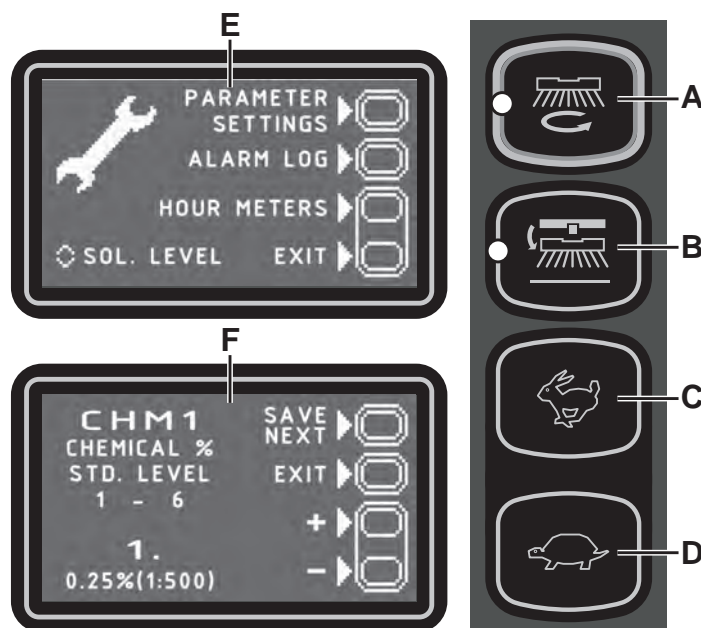 E
PARAMETER
SETTINGS
ALARM LOG
HOUR METERS
SOL. LEVEL EXIT
F
CHM1
CHEMICAL %
STD. LEVEL
1 - 6
1.
0.25%(1:500)
SAVE
NEXT
EXIT
+
-
A
B
C
D